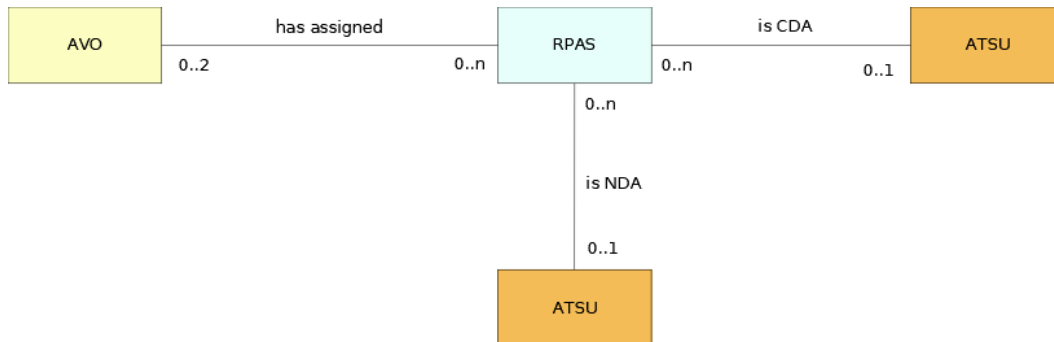 AVO
has assigned
0..2
0..n
RPAS
is CDA
0..n
0..1
ATSU
0..n
is NDA
0..1
ATSU